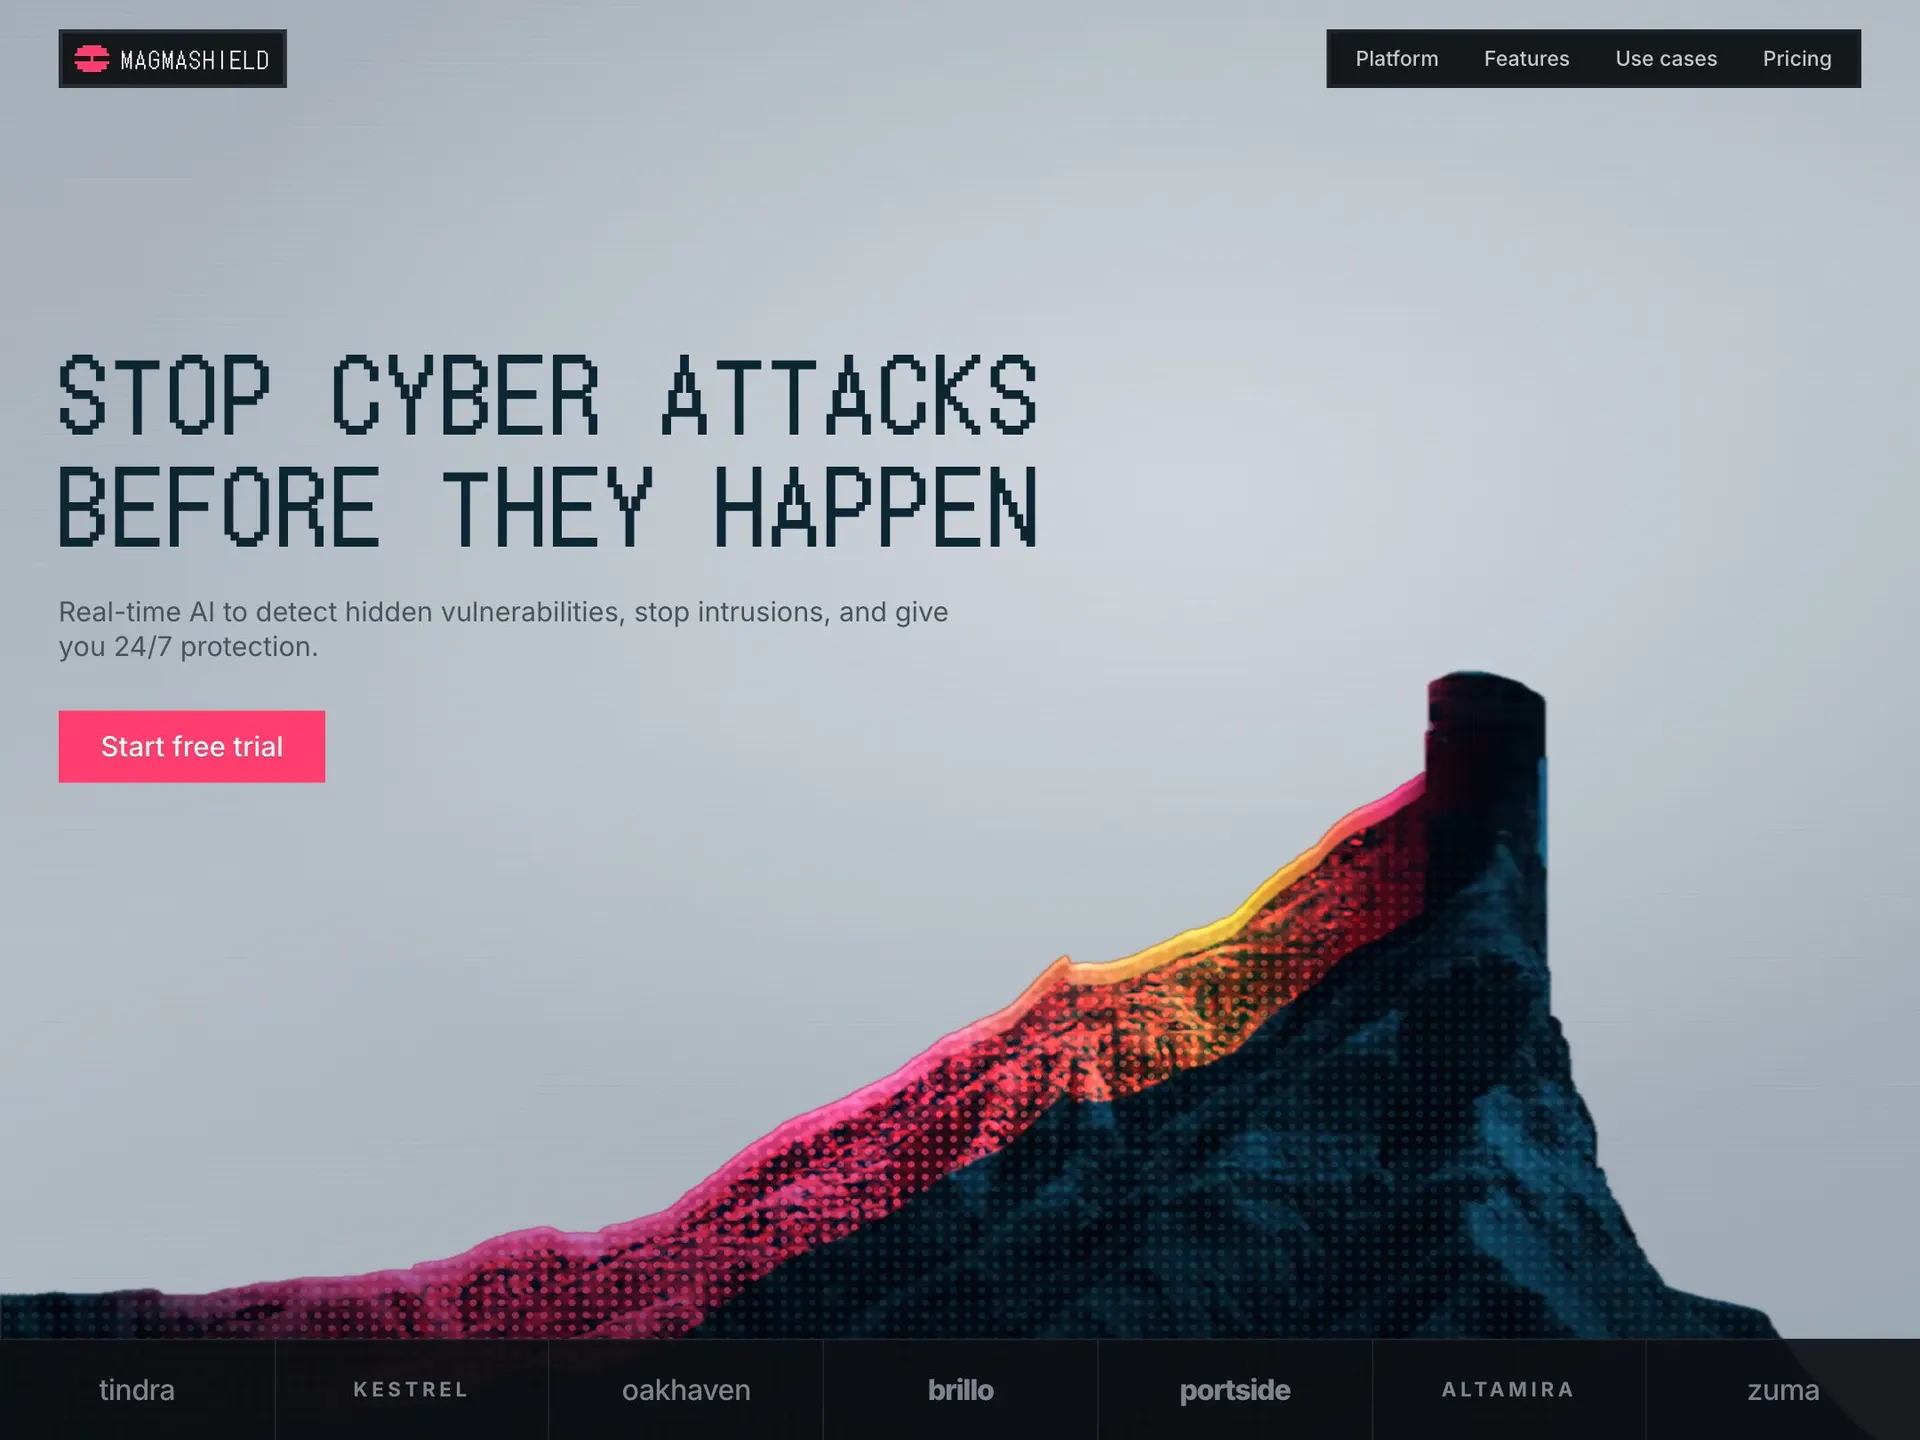 MAGMASHIELD
Platform Features Use cases Pricing
STOP CYBER ATTACKS
BEFORE THEY HAPPEN
Real-time AI to detect hidden vulnerabilities, stop intrusions, and give
you 24/7 protection.
Start free trial
tindra KESTREL oakhaven brillo portside ALTAMIRA zuma